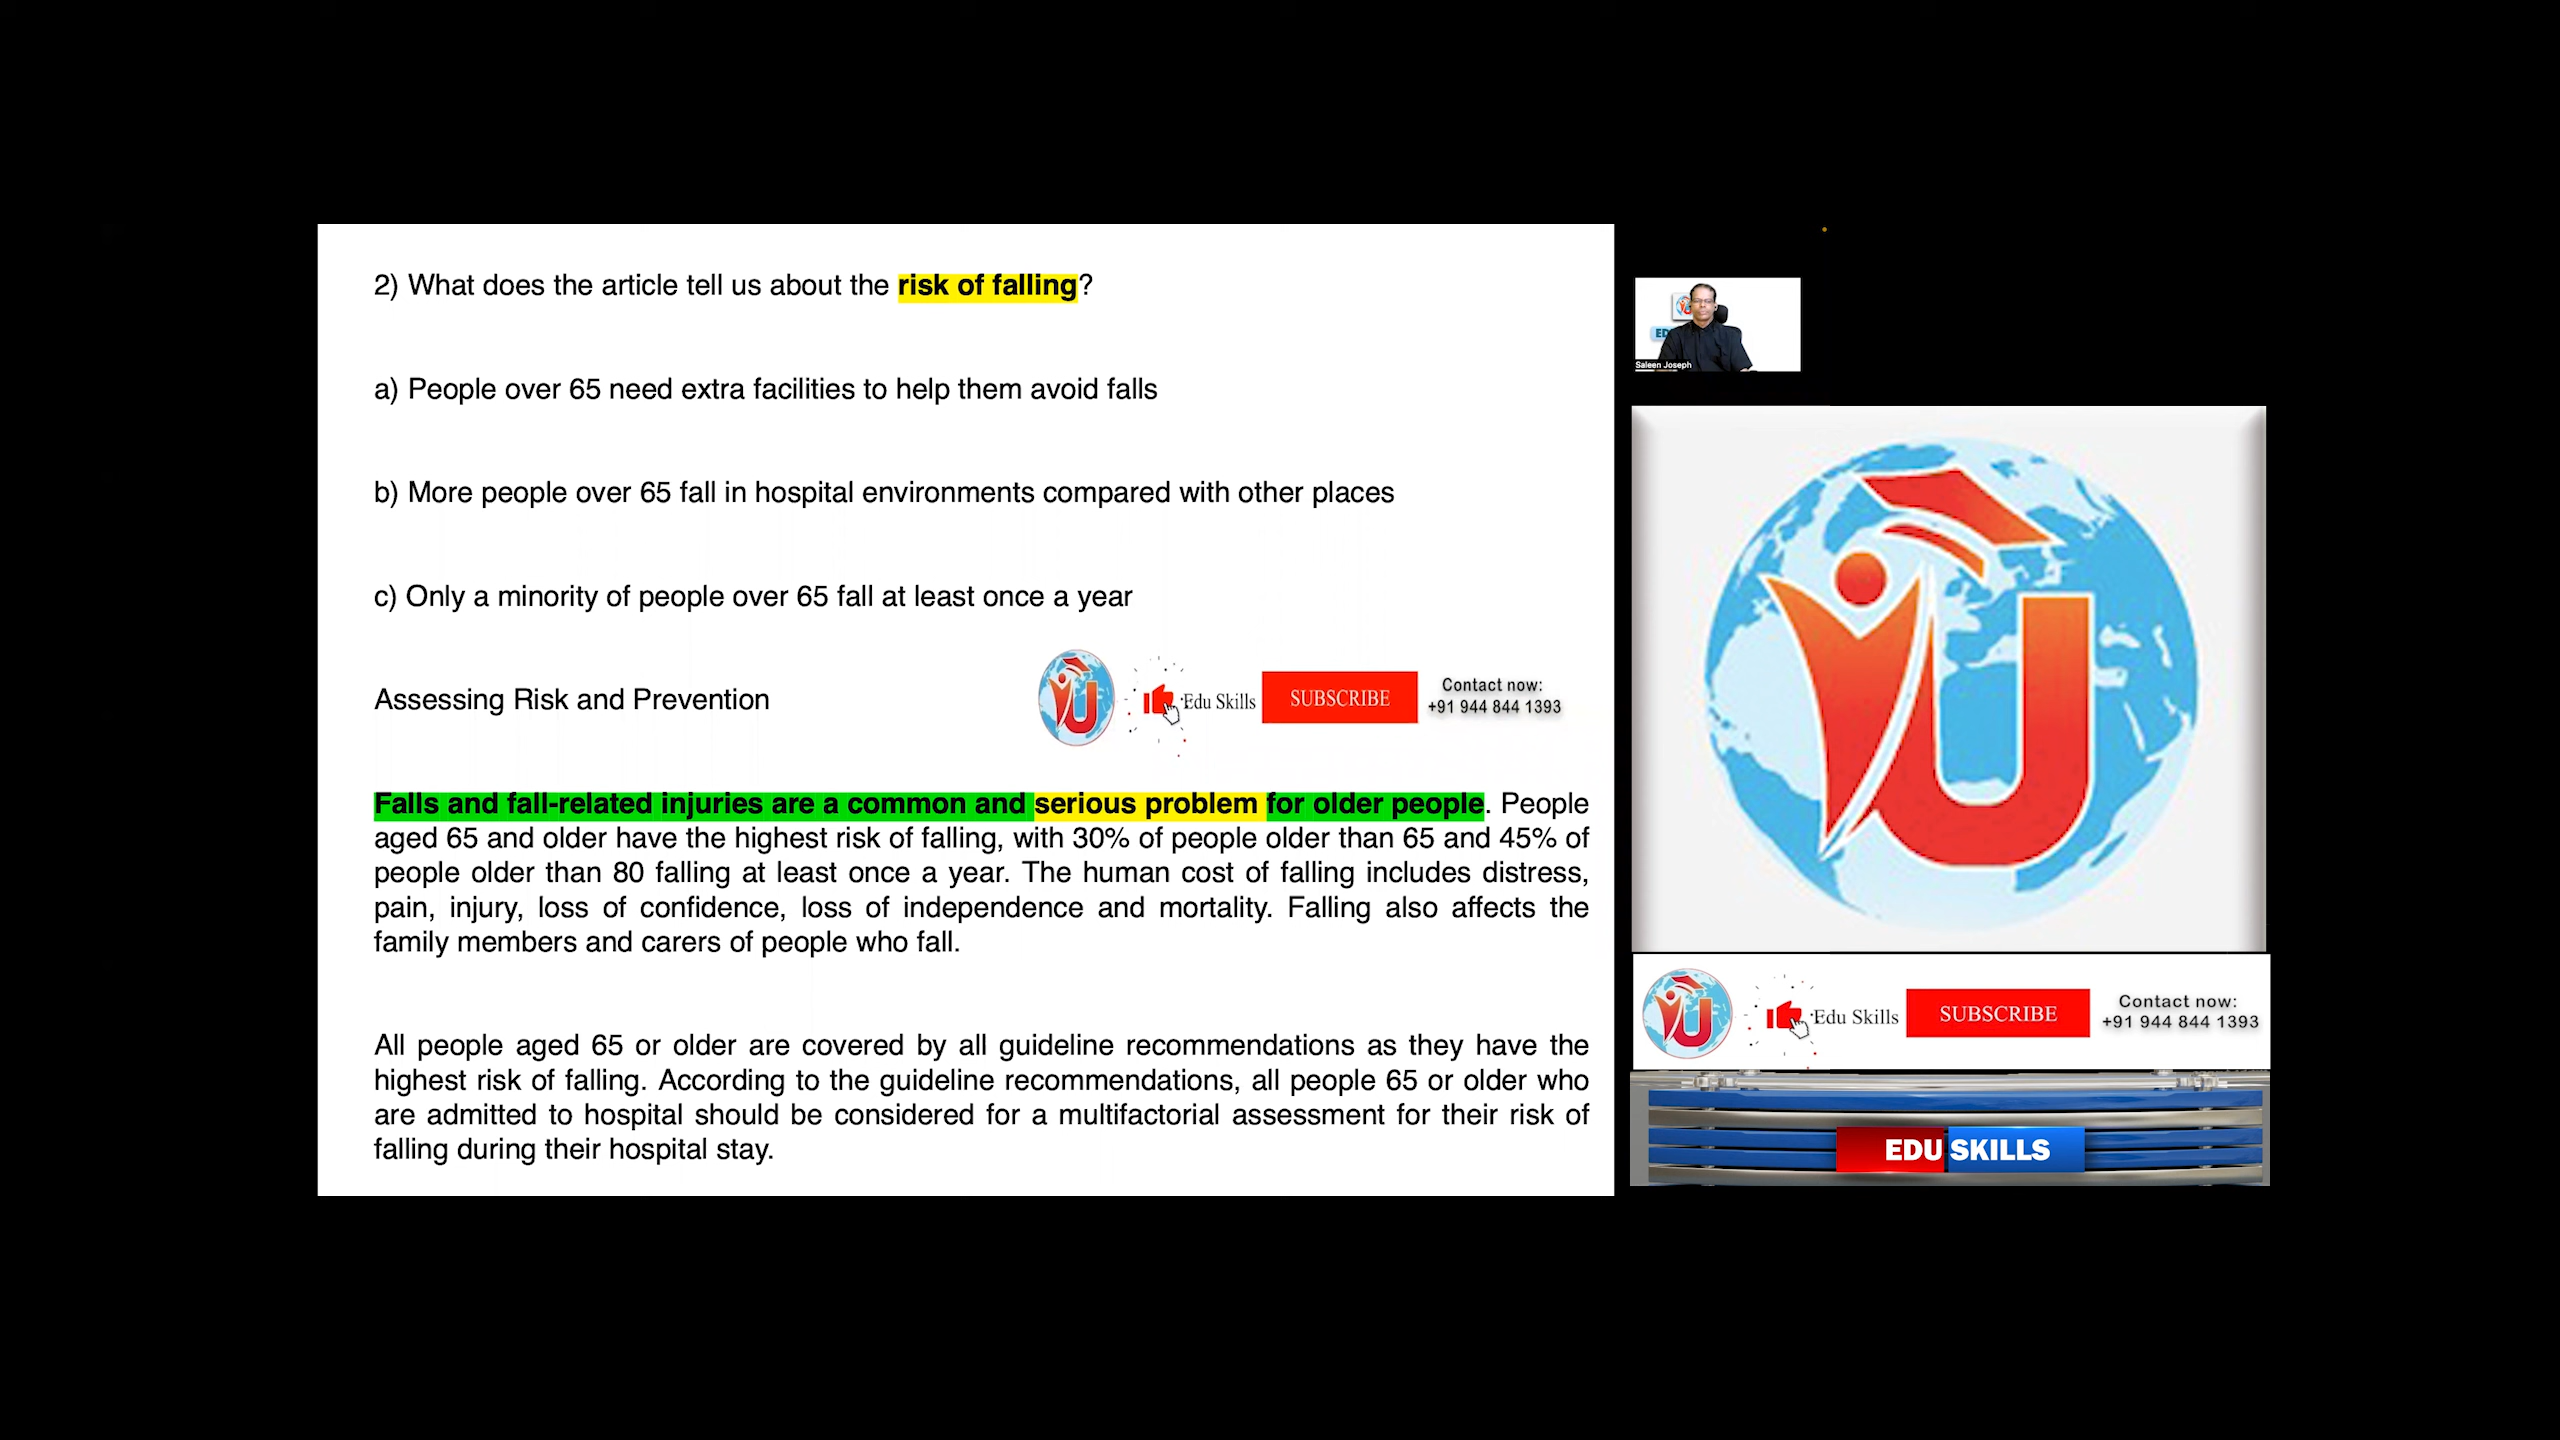 2) What does the article tell us about the risk of falling?
a) People over 65 need extra facilities to help them avoid falls
b) More people over 65 fall in hospital environments compared with other places
c) Only a minority of people over 65 fall at least once a year
Assessing Risk and Prevention
Edu Skills
SUBSCRIBE
Contact now:
+91 944 844 1393
Falls and fall-related injuries are a common and serious problem for older people. People
aged 65 and older have the highest risk of falling, with 30% of people older than 65 and 45% of
people older than 80 falling at least once a year. The human cost of falling includes distress,
pain, injury, loss of confidence, loss of independence and mortality. Falling also affects the
family members and carers of people who fall.
All people aged 65 or older are covered by all guideline recommendations as they have the
highest risk of falling. According to the guideline recommendations, all people 65 or older who
are admitted to hospital should be considered for a multifactorial assessment for their risk of
falling during their hospital stay.
ED
Saleen Joseph
Edu Skills
SUBSCRIBE
Contact now:
+91 944 844 1393
EDU SKILLS